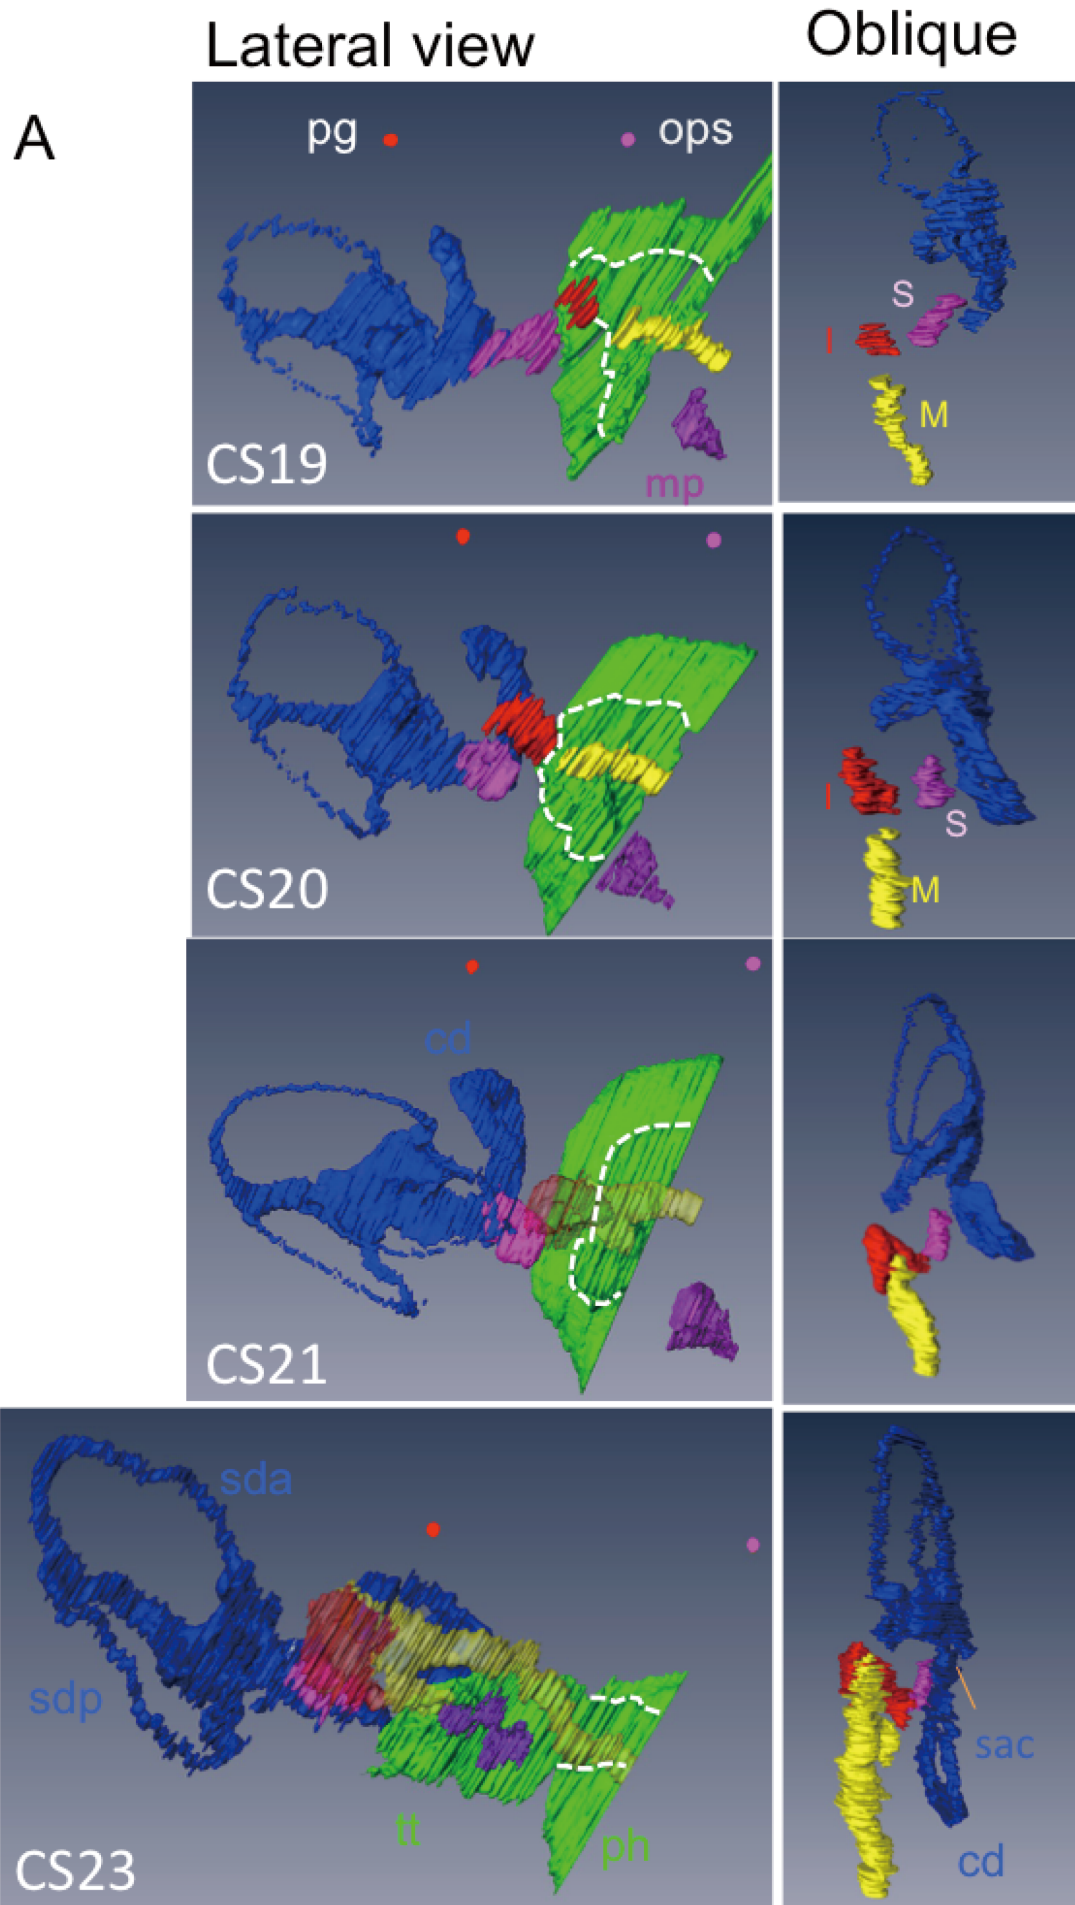 Lateral view
Oblique
A
pg
ops
S
I
M
mp
CS19
I
S
M
CS20
cd
CS21
sda
sdp
tt
ph
sac
cd
CS23